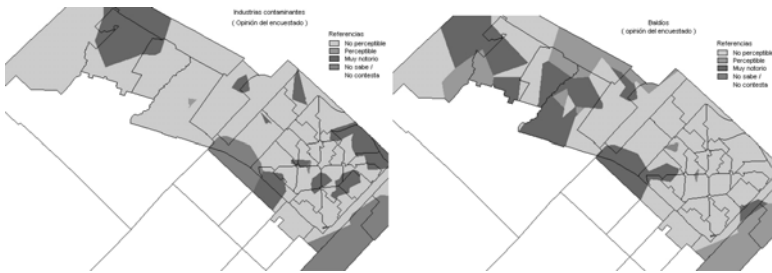 Industrias contaminantes
( Opinión del encuestado )
Referencias
No perceptible
Perceptible
Muy notorio
No sabe /
No contesta
Baldíos
( opinión del encuestado )
Referencias
No perceptible
Perceptible
Muy notorio
No sabe /
No contesta